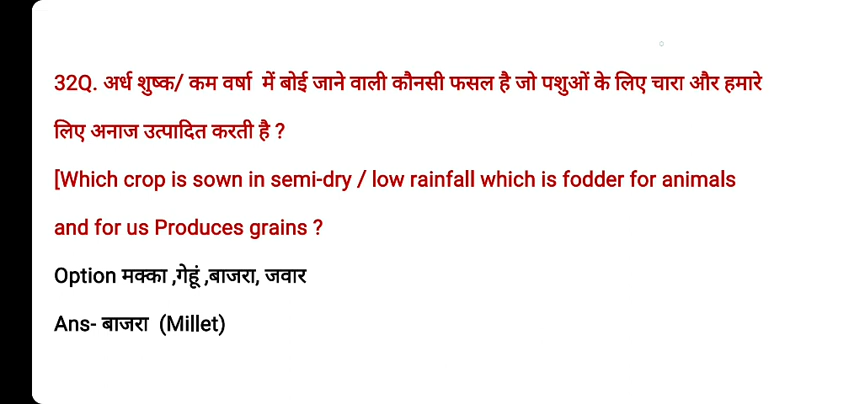 32Q. अर्ध शुष्क/ कम वर्षा में बोई जाने वाली कौनसी फसल है जो पशुओं के लिए चारा और हमारे
लिए अनाज उत्पादित करती है ?
[Which crop is sown in semi-dry / low rainfall which is fodder for animals
and for us Produces grains ?
Option मक्का ,गेहूं ,बाजरा, जवार
Ans- बाजरा (Millet)